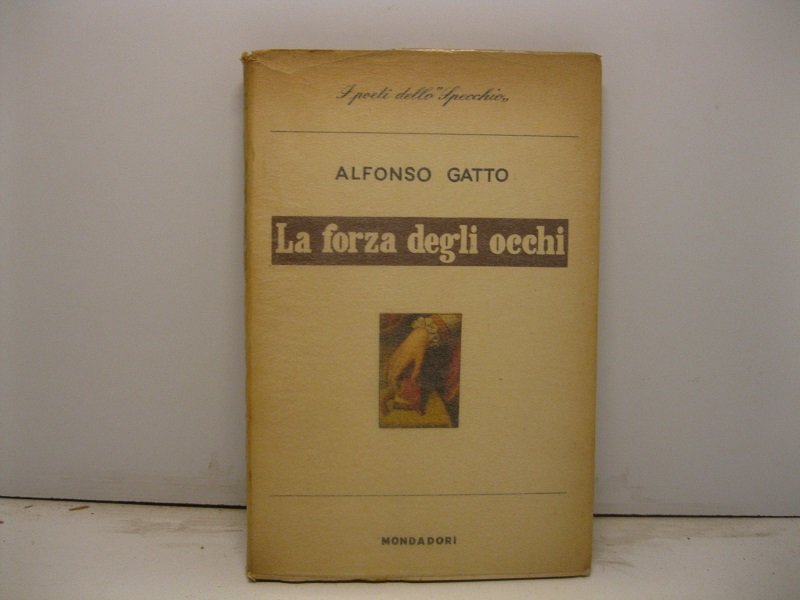 I poeti dello "Specchio„
ALFONSO GATTO
La forza degli occhi
MONDADORI